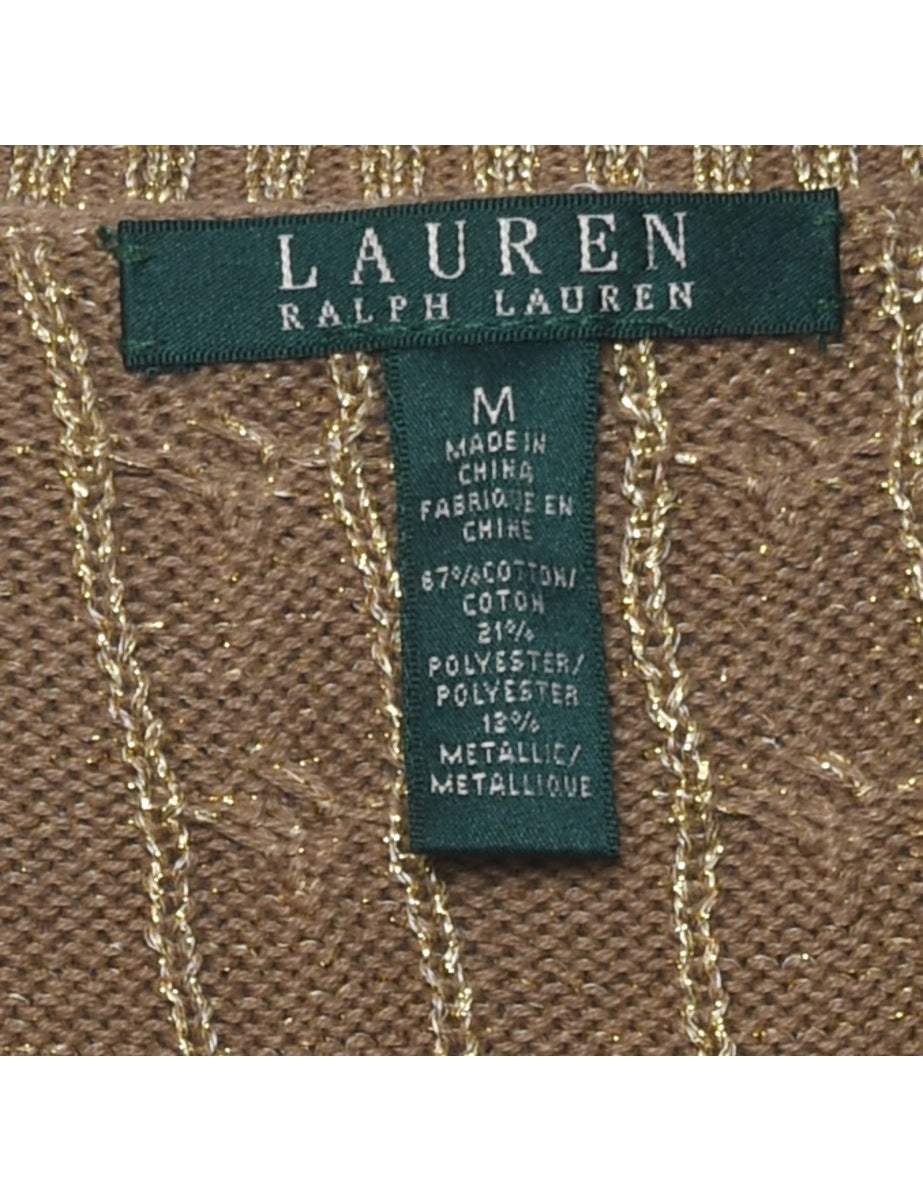 LAUREN
RALPH LAUREN
M
MADE IN
CHINA
FABRIQUE EN
CHINE
67%COTTON/
COTON
21%
POLYESTER/
POLYESTER
12%
METALLIC/
METALLIQUE